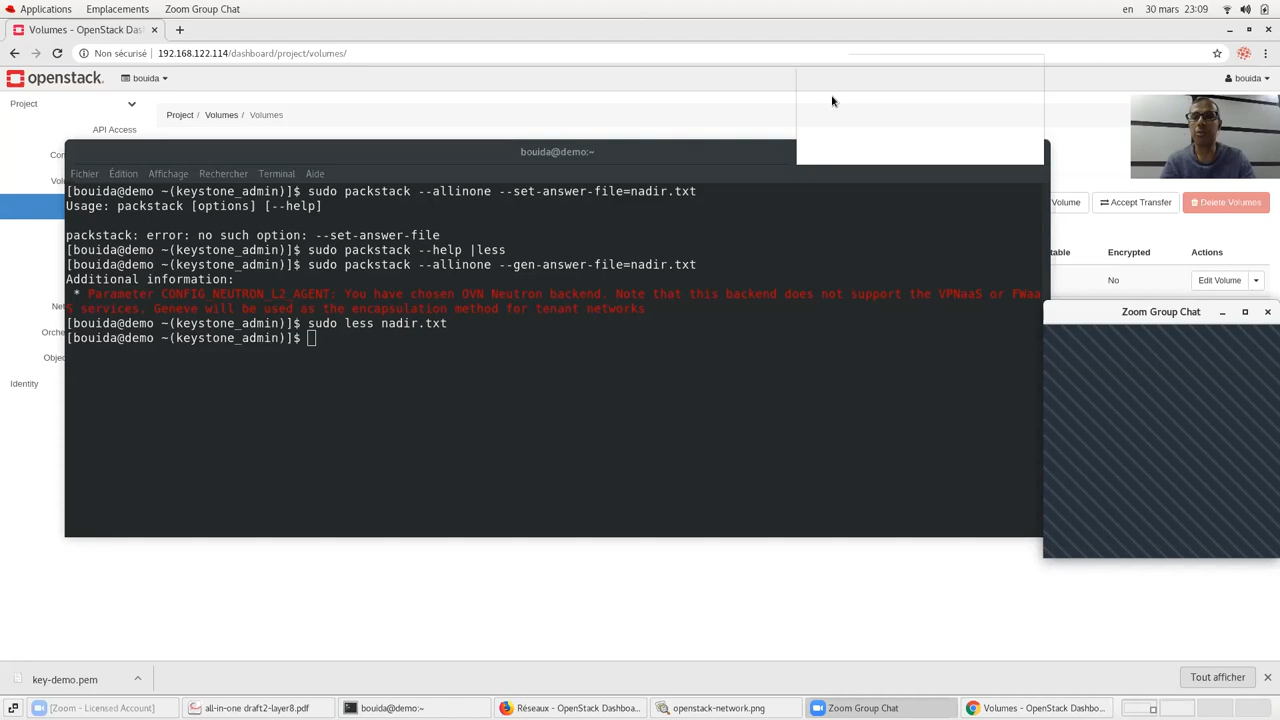 Applications Emplacements Zoom Group Chat en 30 mars 23:09
Volumes - OpenStack Das
Non sécurisé 192.168.122.114/dashboard/project/volumes/
openstack. bouida bouida
Project
Project / Volumes / Volumes
API Access
Volume Accept Transfer Delete Volumes
Encrypted Actions
No Edit Volume
Identity
bouida@demo:~
Fichier Édition Affichage Rechercher Terminal Aide
[bouida@demo ~(keystone_admin)]$ sudo packstack --allinone --set-answer-file=nadir.txt
Usage: packstack [options] [--help]
packstack: error: no such option: --set-answer-file
[bouida@demo ~(keystone_admin)]$ sudo packstack --help |less
[bouida@demo ~(keystone_admin)]$ sudo packstack --allinone --gen-answer-file=nadir.txt
Additional information:
* Parameter CONFIG_NEUTRON_L2_AGENT: You have chosen OVN Neutron backend. Note that this backend does not support the VPNaaS or FWaa
S services. Geneve will be used as the encapsulation method for tenant networks
[bouida@demo ~(keystone_admin)]$ sudo less nadir.txt
[bouida@demo ~(keystone_admin)]$
Zoom Group Chat
key-demo.pem Tout afficher
[Zoom - Licensed Account] all-in-one draft2-layer8.pdf bouida@demo:~ Réseaux - OpenStack Dashboa... openstack-network.png Zoom Group Chat Volumes - OpenStack Dashbo...